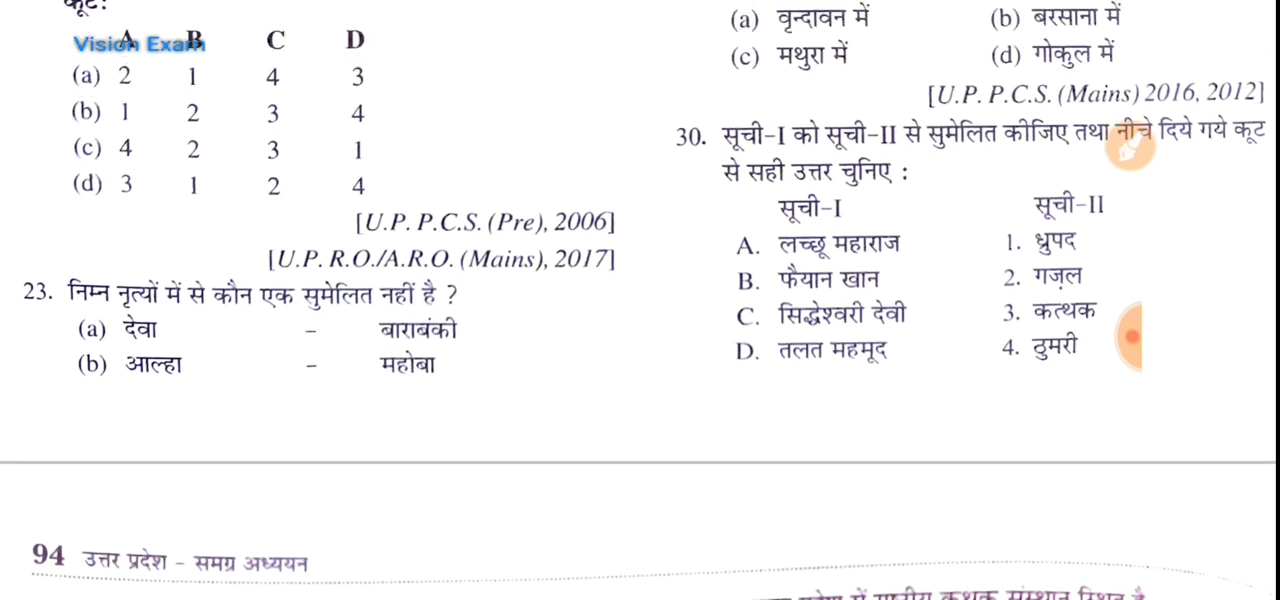 कूट:
Vision Exam
A B C D
(a) 2 1 4 3
(b) 1 2 3 4
(c) 4 2 3 1
(d) 3 1 2 4
[U.P. P.C.S. (Pre), 2006]
[U.P. R.O./A.R.O. (Mains), 2017]
23. निम्न नृत्यों में से कौन एक सुमेलित नहीं है ?
(a) देवा – बाराबंकी
(b) आल्हा – महोबा
(a) वृन्दावन में (b) बरसाना में
(c) मथुरा में (d) गोकुल में
[U.P. P.C.S. (Mains) 2016, 2012]
30. सूची-I को सूची-II से सुमेलित कीजिए तथा नीचे दिये गये कूट
से सही उत्तर चुनिए :
सूची-I सूची-II
A. लच्छू महाराज 1. ध्रुपद
B. फैयान खान 2. गज़ल
C. सिद्धेश्वरी देवी 3. कत्थक
D. तलत महमूद 4. ठुमरी
94 उत्तर प्रदेश - समग्र अध्ययन